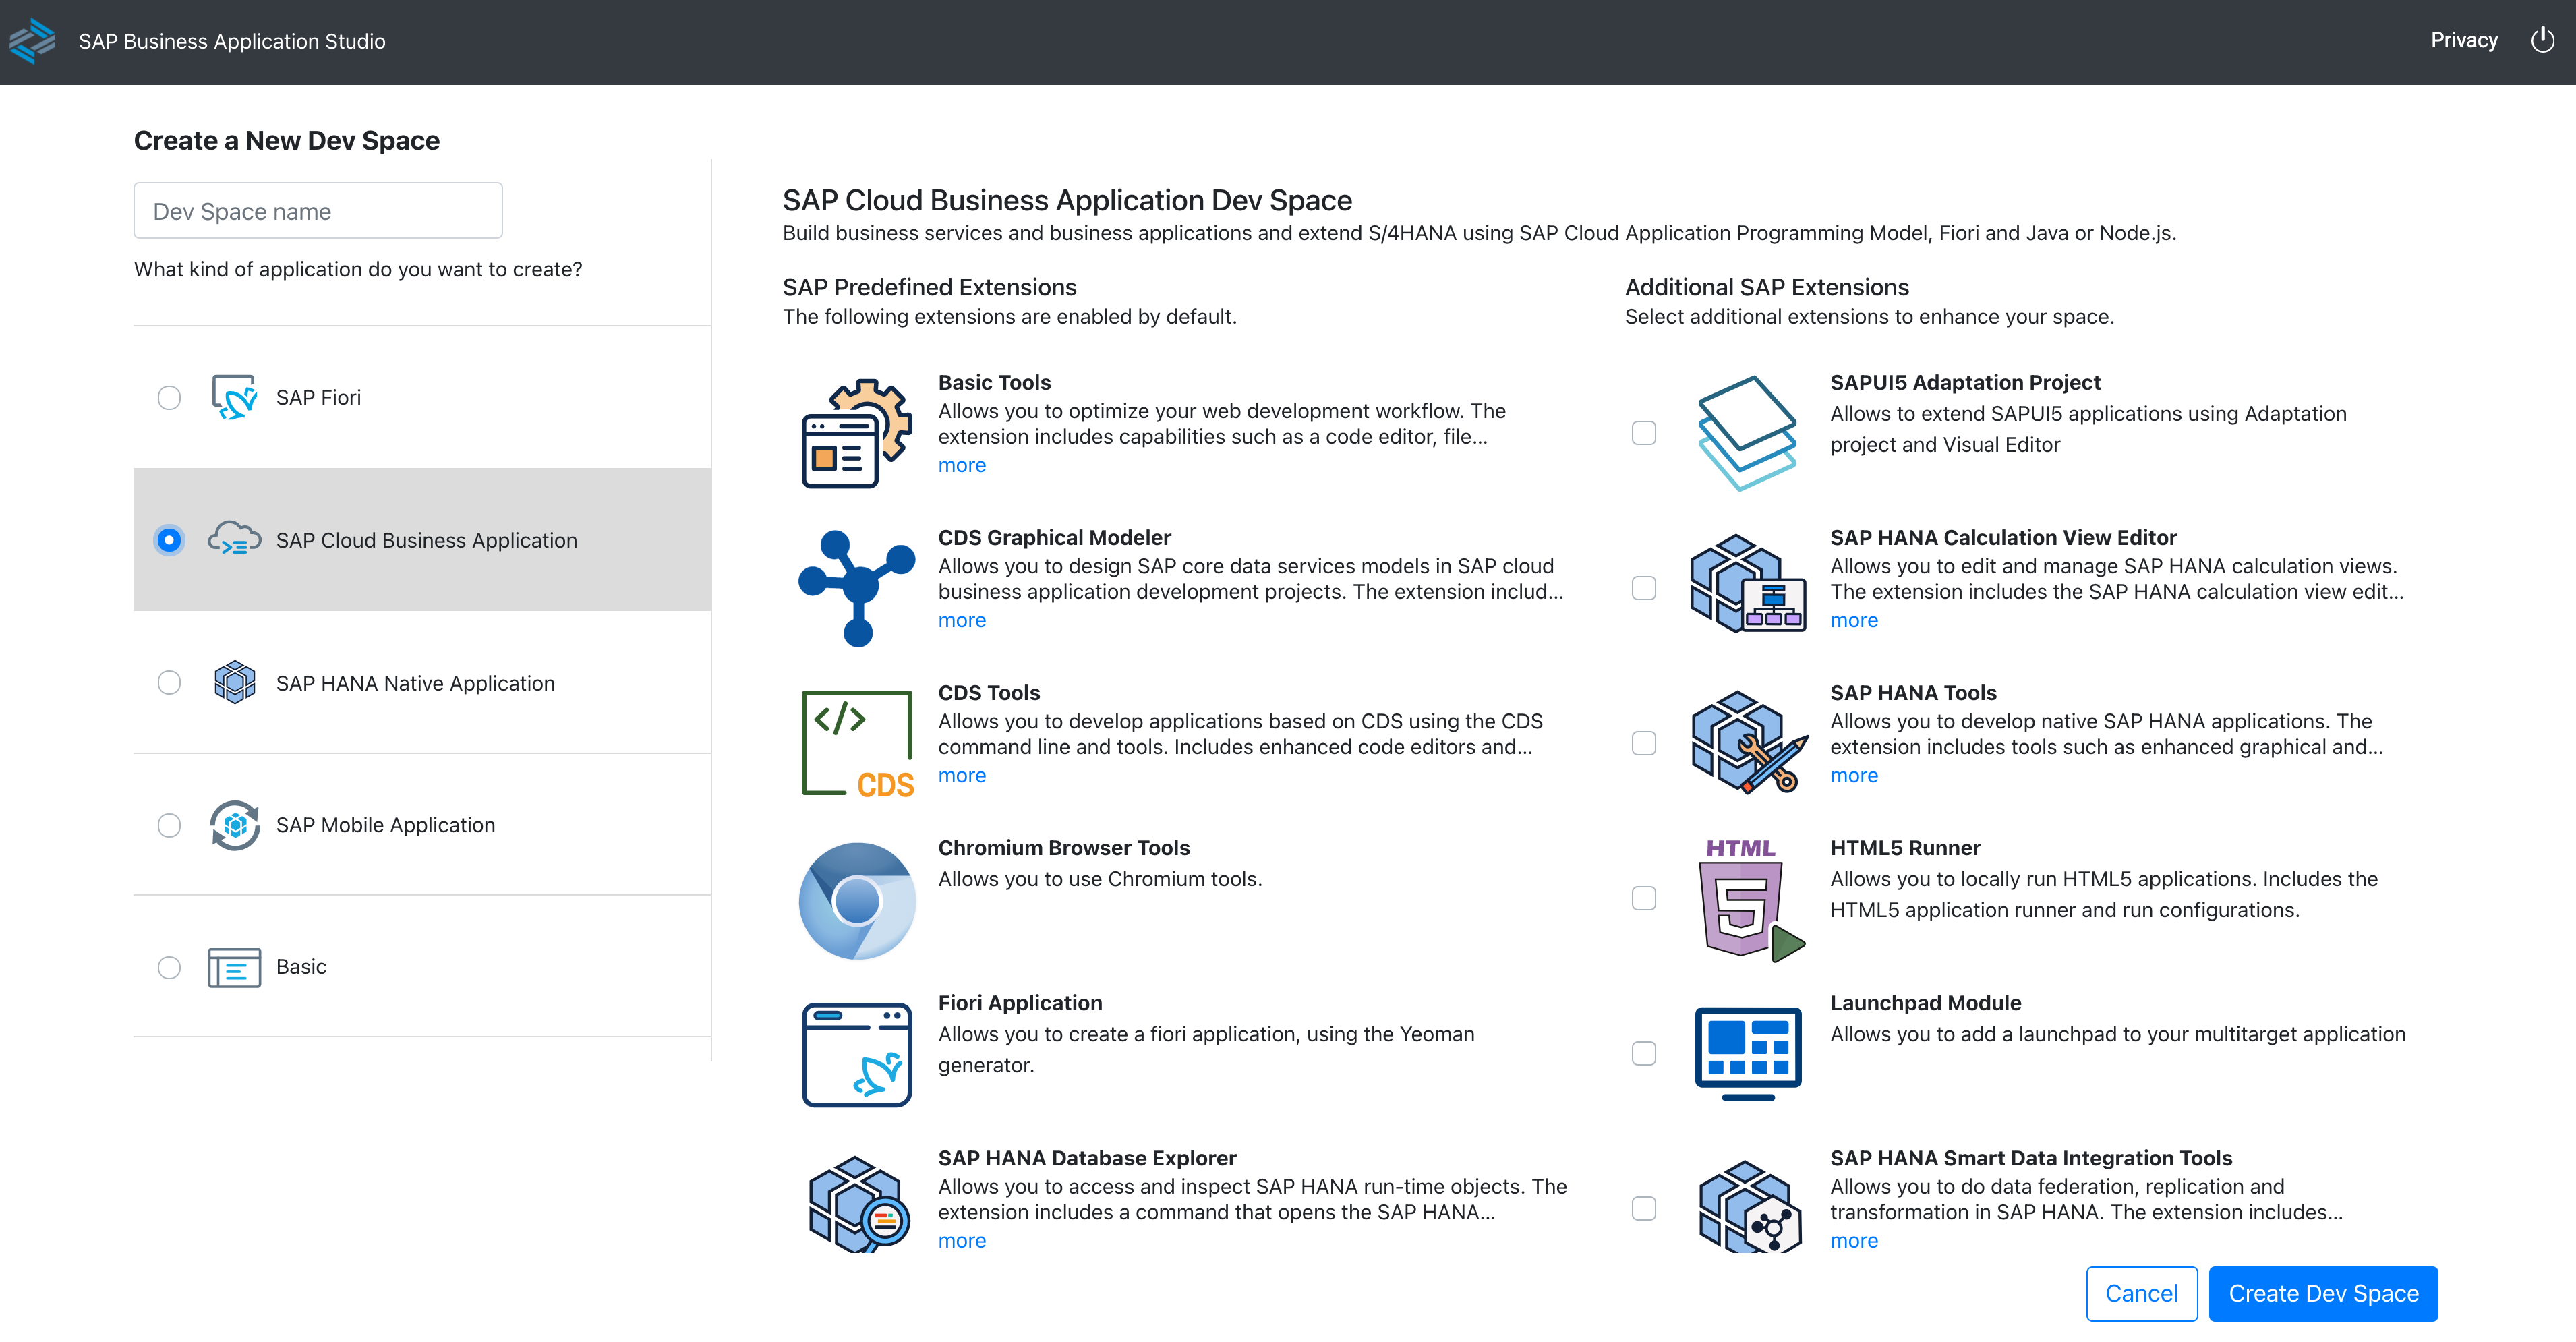 SAP Business Application Studio
Privacy
Create a New Dev Space
Dev Space name
What kind of application do you want to create?
SAP Fiori
SAP Cloud Business Application
SAP HANA Native Application
SAP Mobile Application
Basic
SAP Cloud Business Application Dev Space
Build business services and business applications and extend S/4HANA using SAP Cloud Application Programming Model, Fiori and Java or Node.js.
SAP Predefined Extensions
The following extensions are enabled by default.
Basic Tools
Allows you to optimize your web development workflow. The
extension includes capabilities such as a code editor, file...
more
CDS Graphical Modeler
Allows you to design SAP core data services models in SAP cloud
business application development projects. The extension includ...
more
</>
CDS
CDS Tools
Allows you to develop applications based on CDS using the CDS
command line and tools. Includes enhanced code editors and...
more
Chromium Browser Tools
Allows you to use Chromium tools.
Fiori Application
Allows you to create a fiori application, using the Yeoman
generator.
SAP HANA Database Explorer
Allows you to access and inspect SAP HANA run-time objects. The
extension includes a command that opens the SAP HANA...
more
Additional SAP Extensions
Select additional extensions to enhance your space.
SAPUI5 Adaptation Project
Allows to extend SAPUI5 applications using Adaptation
project and Visual Editor
SAP HANA Calculation View Editor
Allows you to edit and manage SAP HANA calculation views.
The extension includes the SAP HANA calculation view edit...
more
SAP HANA Tools
Allows you to develop native SAP HANA applications. The
extension includes tools such as enhanced graphical and...
more
HTML
5
HTML5 Runner
Allows you to locally run HTML5 applications. Includes the
HTML5 application runner and run configurations.
Launchpad Module
Allows you to add a launchpad to your multitarget application
SAP HANA Smart Data Integration Tools
Allows you to do data federation, replication and
transformation in SAP HANA. The extension includes...
more
Cancel
Create Dev Space